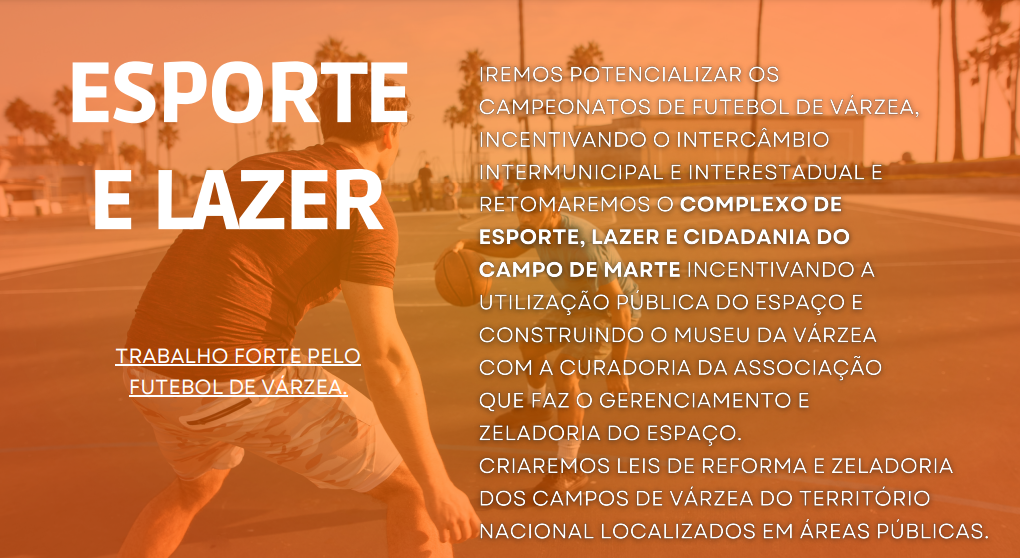 ESPORTE
E LAZER
TRABALHO FORTE PELO
FUTEBOL DE VÁRZEA.
IREMOS POTENCIALIZAR OS
CAMPEONATOS DE FUTEBOL DE VÁRZEA,
INCENTIVANDO O INTERCÂMBIO
INTERMUNICIPAL E INTERESTADUAL E
RETOMAREMOS O COMPLEXO DE
ESPORTE, LAZER E CIDADANIA DO
CAMPO DE MARTE INCENTIVANDO A
UTILIZAÇÃO PÚBLICA DO ESPAÇO E
CONSTRUINDO O MUSEU DA VÁRZEA
COM A CURADORIA DA ASSOCIAÇÃO
QUE FAZ O GERENCIAMENTO E
ZELADORIA DO ESPAÇO.
CRIAREMOS LEIS DE REFORMA E ZELADORIA
DOS CAMPOS DE VÁRZEA DO TERRITÓRIO
NACIONAL LOCALIZADOS EM ÁREAS PÚBLICAS.